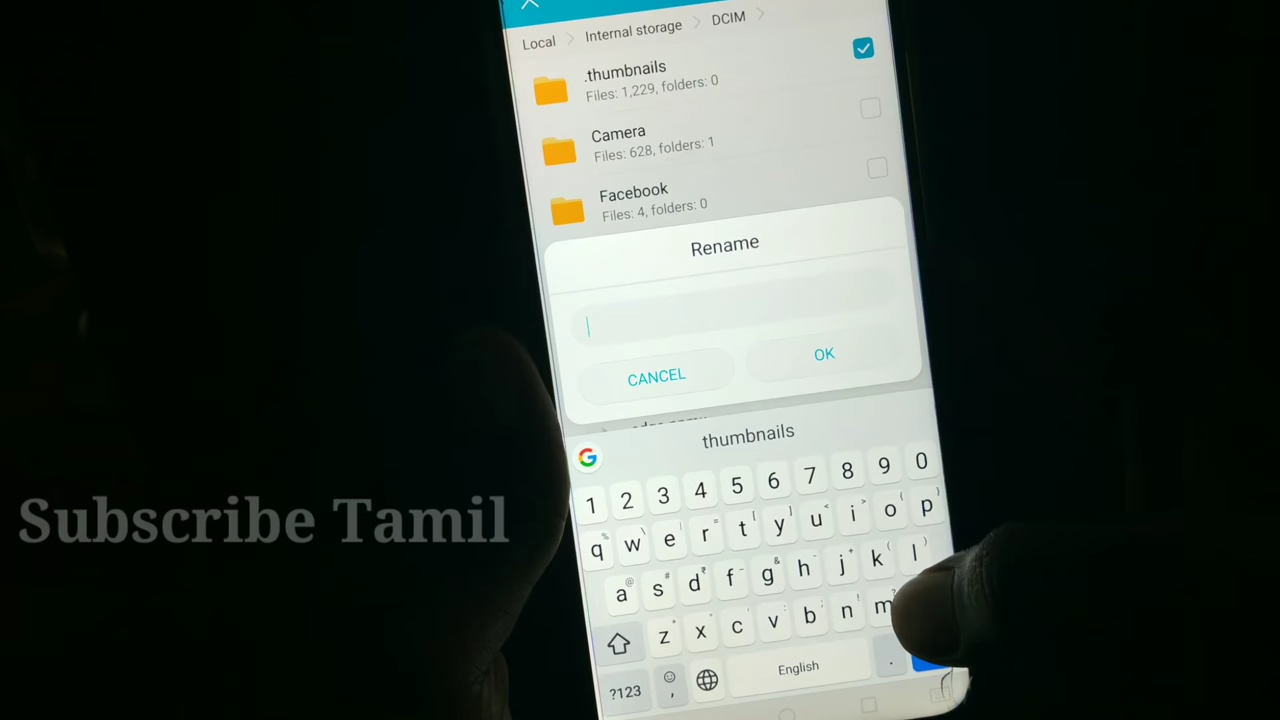 Local > Internal storage > DCIM >
.thumbnails
Files: 1,229, folders: 0
Camera
Files: 628, folders: 1
Facebook
Files: 4, folders: 0
Rename
CANCEL OK
thumbnails
1 2 3 4 5 6 7 8 9 0
q w e r t y u i o p
a s d f g h j k l
z x c v b n m
?123 , English .
Subscribe Tamil